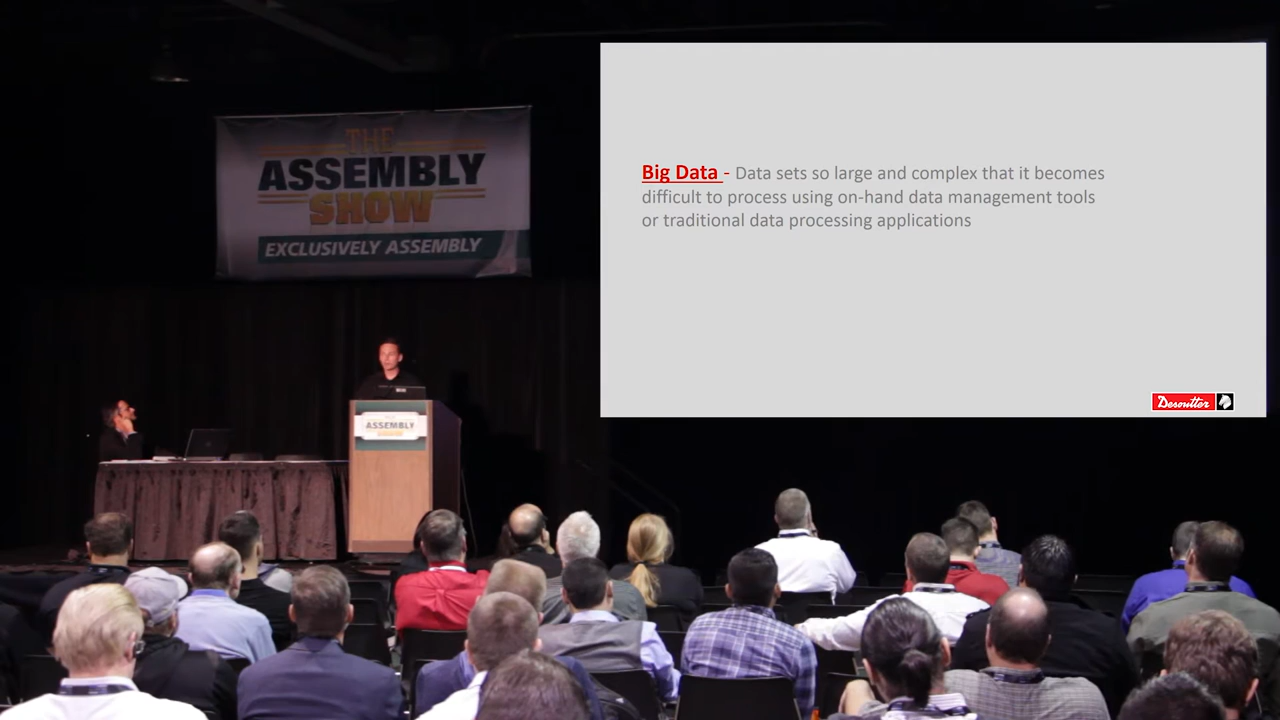 THE
ASSEMBLY
SHOW
EXCLUSIVELY ASSEMBLY
Big Data - Data sets so large and complex that it becomes
difficult to process using on-hand data management tools
or traditional data processing applications
Desoutter
ASSEMBLY